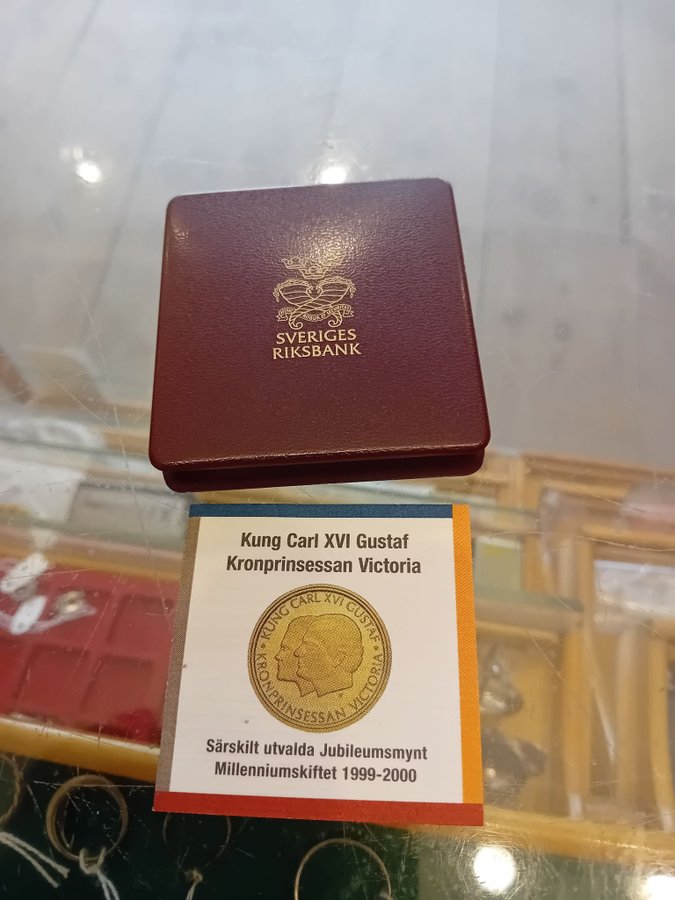 SVERIGES
RIKSBANK
Kung Carl XVI Gustaf
Kronprinsessan Victoria
KUNG CARL XVI GUSTAF
KRONPRINSESSAN VICTORIA
Särskilt utvalda Jubileumsmynt
Millenniumskiftet 1999-2000